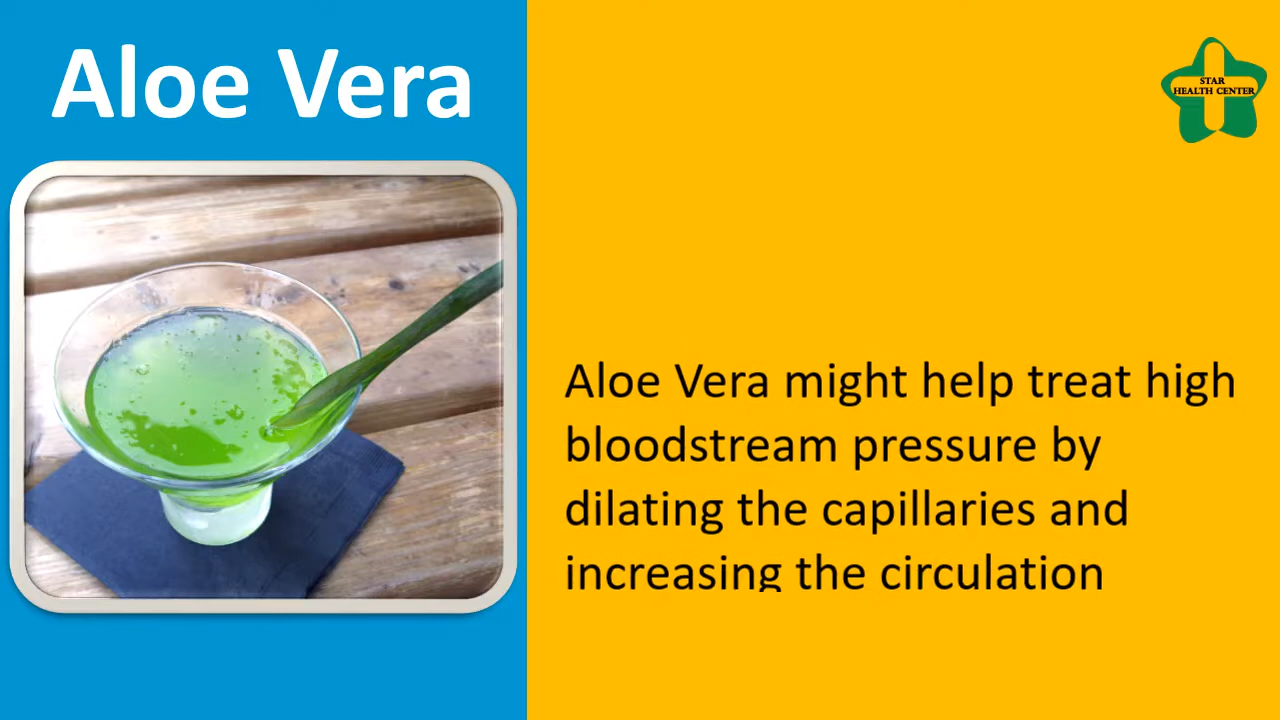 Aloe Vera
STAR
HEALTH CENTER
Aloe Vera might help treat high
bloodstream pressure by
dilating the capillaries and
increasing the circulation